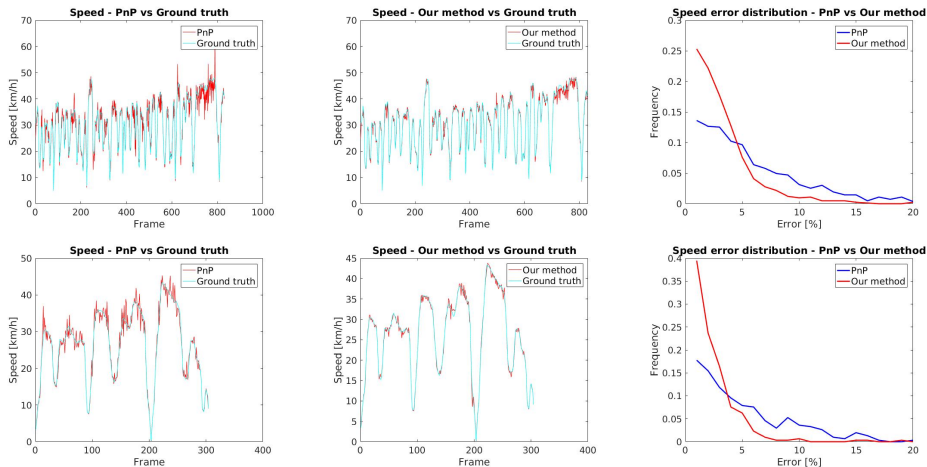 Speed - PnP vs Ground truth
70
60
50
40
30
20
10
0
Speed [km/h]
PnP
Ground truth
0 200 400 600 800 1000
Frame
Speed - Our method vs Ground truth
70
60
50
40
30
20
10
0
Speed [km/h]
Our method
Ground truth
0 200 400 600 800
Frame
Speed error distribution - PnP vs Our method
0.3
0.25
0.2
0.15
0.1
0.05
0
Frequency
PnP
Our method
0 5 10 15 20
Error [%]
Speed - PnP vs Ground truth
50
40
30
20
10
0
Speed [km/h]
PnP
Ground truth
0 100 200 300 400
Frame
Speed - Our method vs Ground truth
45
40
35
30
25
20
15
10
5
0
Speed [km/h]
Our method
Ground truth
0 100 200 300 400
Frame
Speed error distribution - PnP vs Our method
0.4
0.35
0.3
0.25
0.2
0.15
0.1
0.05
0
Frequency
PnP
Our method
0 5 10 15 20
Error [%]